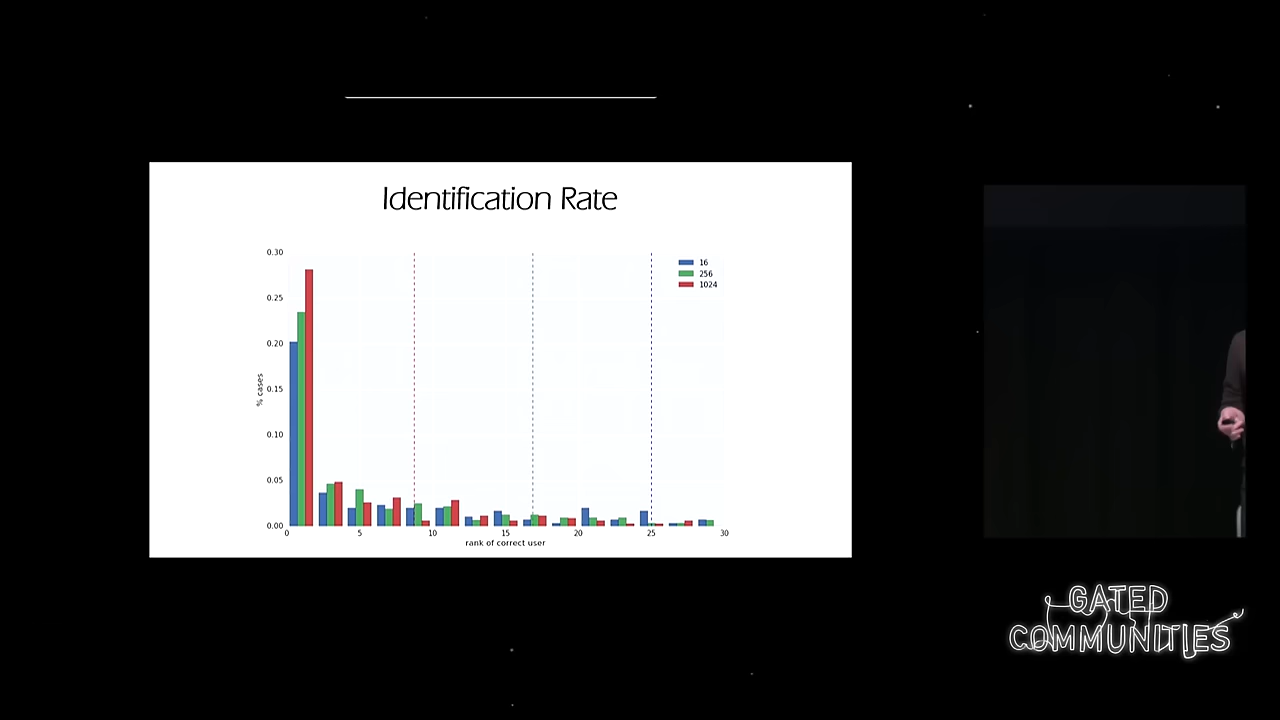 Identification Rate
0.30
0.25
0.20
0.15
0.10
0.05
0.00
% cases
16
256
1024
0 5 10 15 20 25 30
rank of correct user
GATED
COMMUNITIES